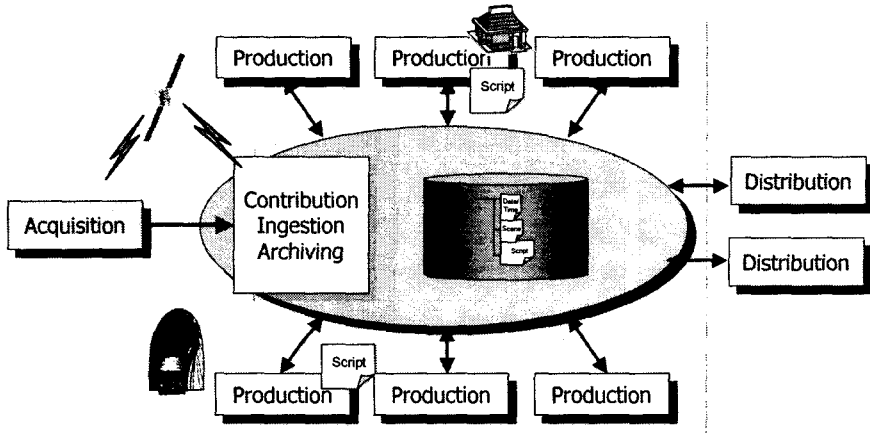 Production
Production
Production
Script
Contribution
Ingestion
Archiving
Acquisition
Date/
Time
Scene
Script
Distribution
Distribution
Script
Production
Production
Production